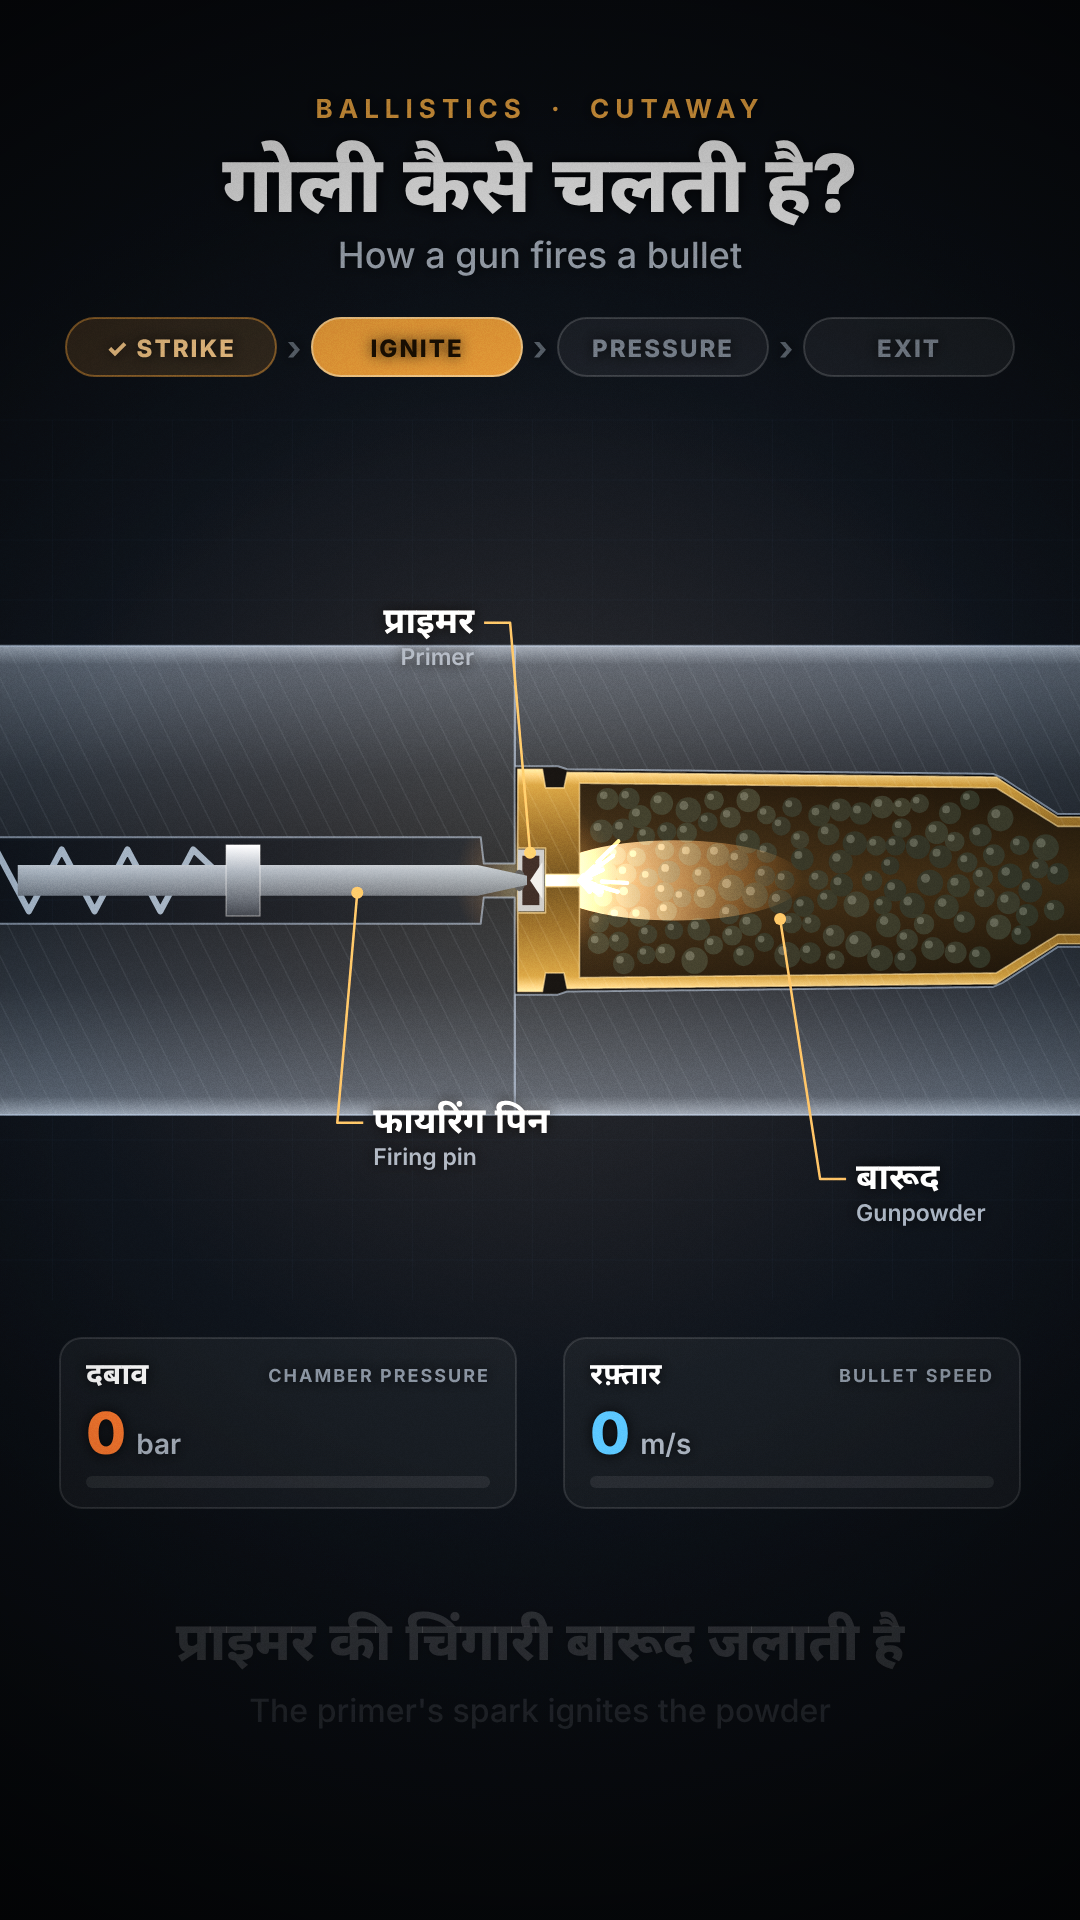 BALLISTICS · CUTAWAY
गोली कैसे चलती है?
How a gun fires a bullet
✓ STRIKE › IGNITE › PRESSURE › EXIT
प्राइमर
Primer
फायरिंग पिन
Firing pin
बारूद
Gunpowder
दबाव CHAMBER PRESSURE
0 bar
रफ़्तार BULLET SPEED
0 m/s
प्राइमर की चिंगारी बारूद जलाती है
The primer's spark ignites the powder